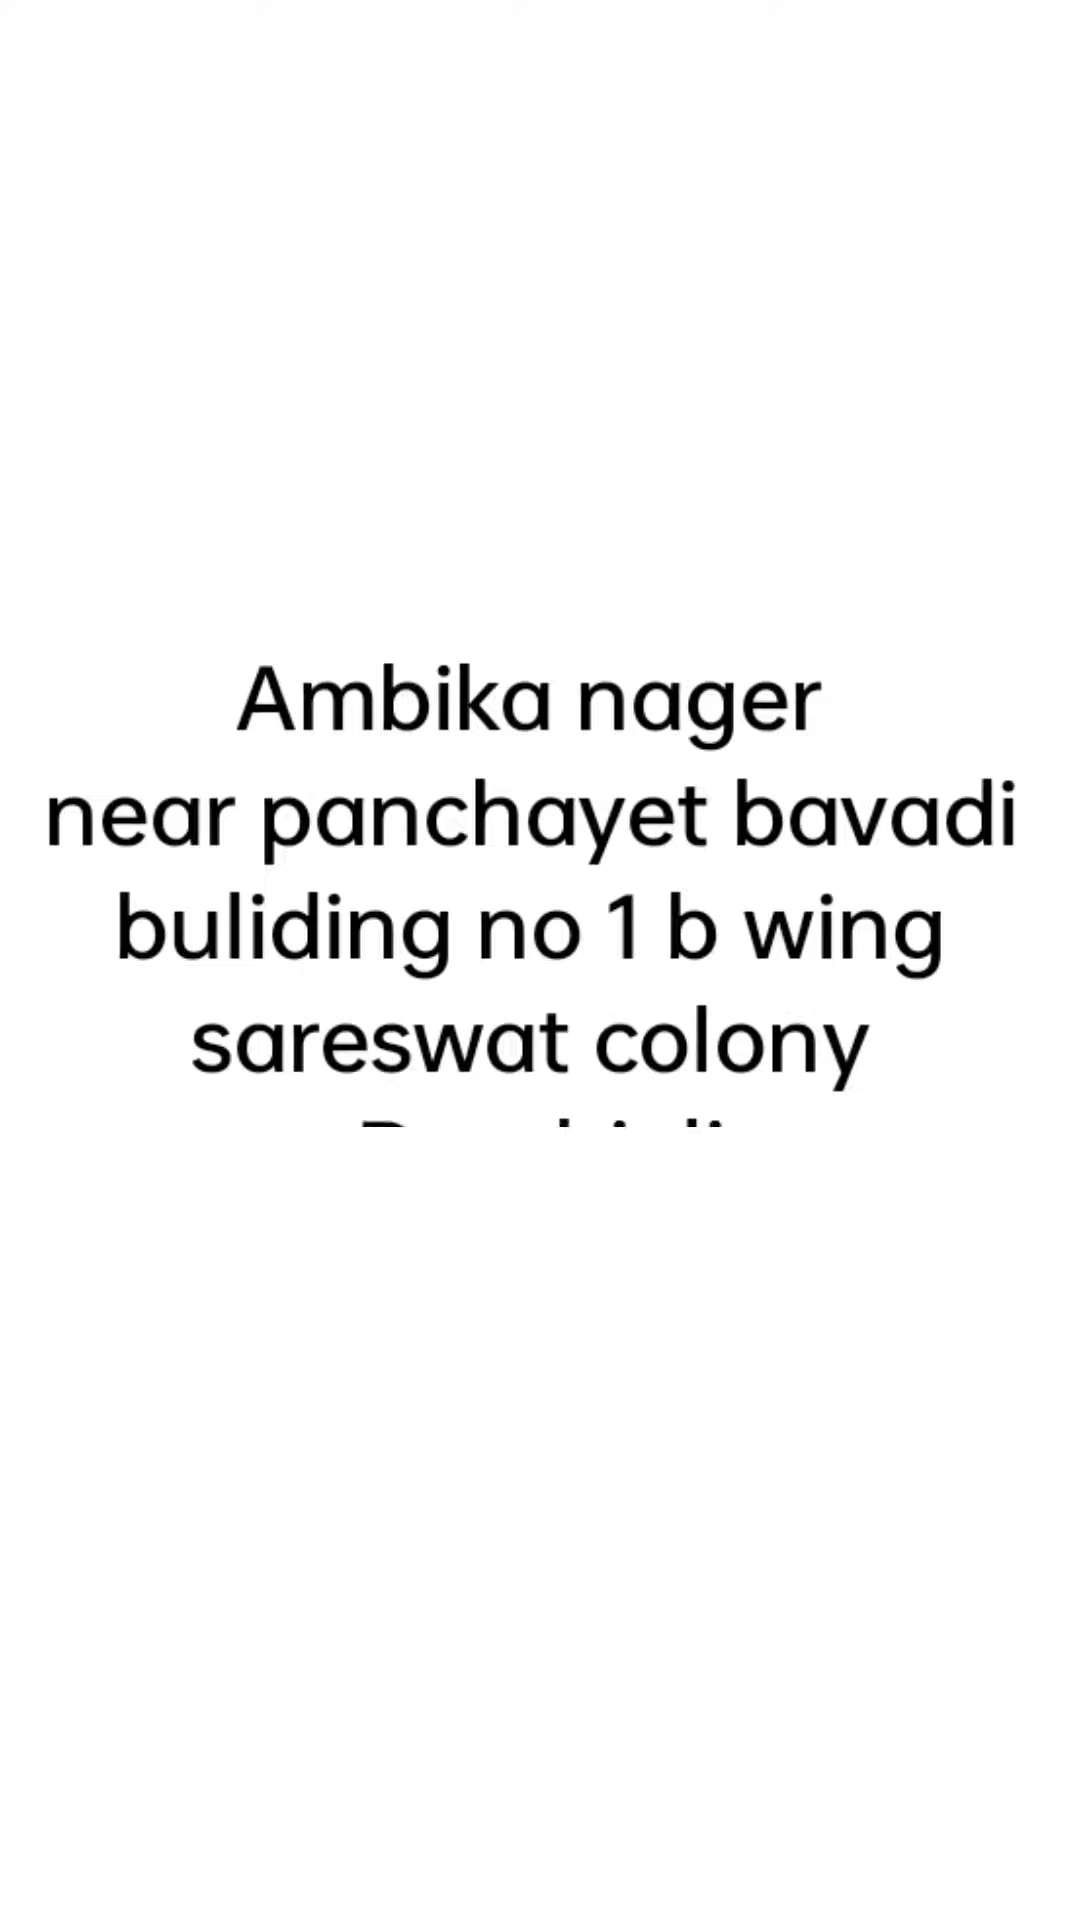 Ambika nager
near panchayet bavadi
buliding no 1 b wing
sareswat colony